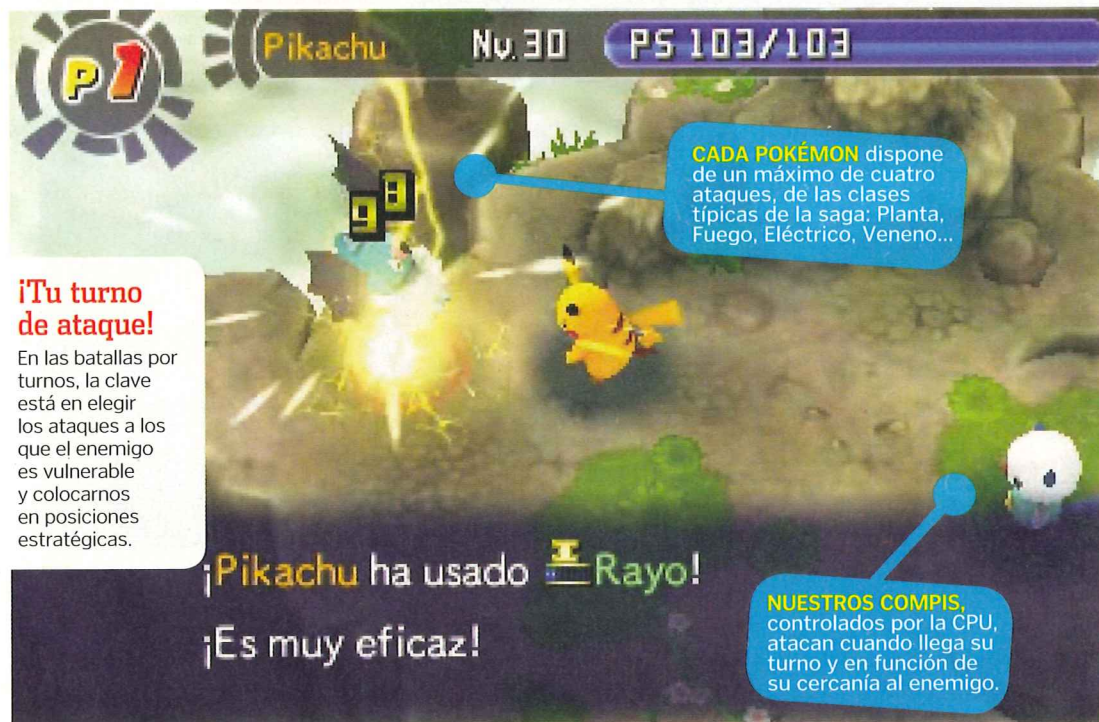 P1
Pikachu Nv.30 PS 103/103
CADA POKÉMON dispone
de un máximo de cuatro
ataques, de las clases
típicas de la saga: Planta,
Fuego, Eléctrico, Veneno...
¡Tu turno
de ataque!
En las batallas por
turnos, la clave
está en elegir
los ataques a los
que el enemigo
es vulnerable
y colocarnos
en posiciones
estratégicas.
¡Pikachu ha usado Rayo!
¡Es muy eficaz!
NUESTROS COMPIS,
controlados por la CPU,
atacan cuando llega su
turno y en función de
su cercanía al enemigo.